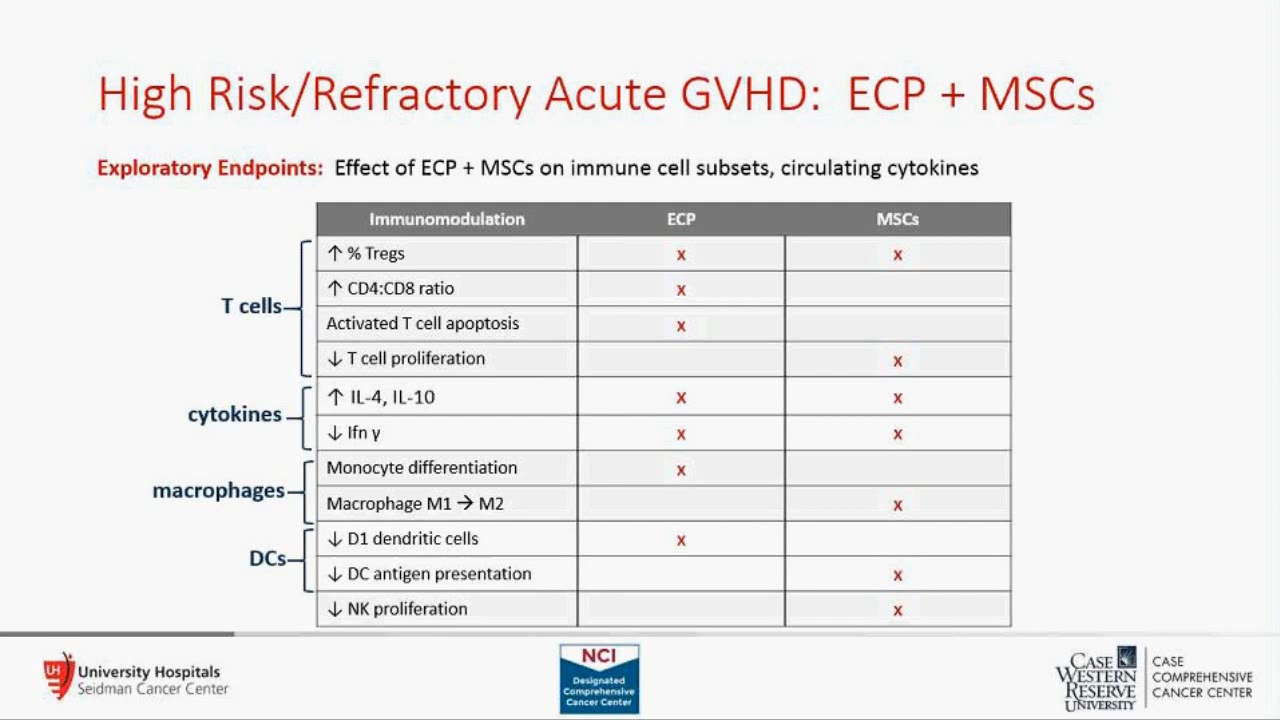 High Risk/Refractory Acute GVHD: ECP + MSCs
Exploratory Endpoints: Effect of ECP + MSCs on immune cell subsets, circulating cytokines
Immunomodulation ECP MSCs
T cells
↑ % Tregs x x
↑ CD4:CD8 ratio x
Activated T cell apoptosis x
↓ T cell proliferation x
cytokines
↑ IL-4, IL-10 x x
↓ Ifn γ x x
macrophages
Monocyte differentiation x
Macrophage M1 → M2 x
DCs
↓ D1 dendritic cells x
↓ DC antigen presentation x
↓ NK proliferation x
UH
University Hospitals
Seidman Cancer Center
NCI
Designated
Comprehensive
Cancer Center
CASE
WESTERN
RESERVE
UNIVERSITY
CASE
COMPREHENSIVE
CANCER CENTER